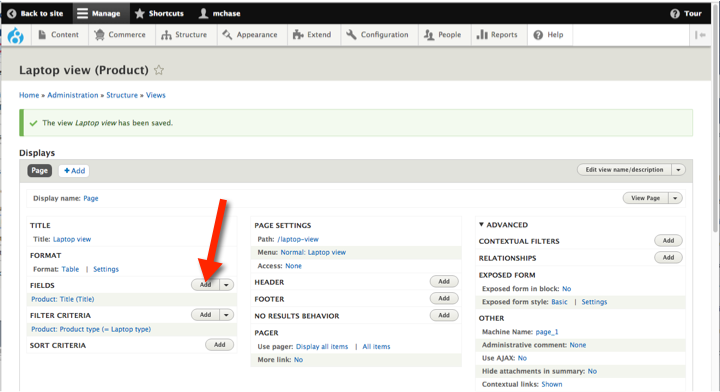 Back to site Manage Shortcuts mchase Tour
Content Commerce Structure Appearance Extend Configuration People Reports Help
Laptop view (Product)
Home » Administration » Structure » Views
The view Laptop view has been saved.
Displays
Page + Add Edit view name/description
Display name: Page View Page
TITLE
Title: Laptop view
FORMAT
Format: Table | Settings
FIELDS Add
Product: Title (Title)
FILTER CRITERIA Add
Product: Product type (= Laptop type)
SORT CRITERIA Add
PAGE SETTINGS
Path: /laptop-view
Menu: Normal: Laptop view
Access: None
HEADER Add
FOOTER Add
NO RESULTS BEHAVIOR Add
PAGER
Use pager: Display all items | All items
More link: No
ADVANCED
CONTEXTUAL FILTERS Add
RELATIONSHIPS Add
EXPOSED FORM
Exposed form in block: No
Exposed form style: Basic | Settings
OTHER
Machine Name: page_1
Administrative comment: None
Use AJAX: No
Hide attachments in summary: No
Contextual links: Shown